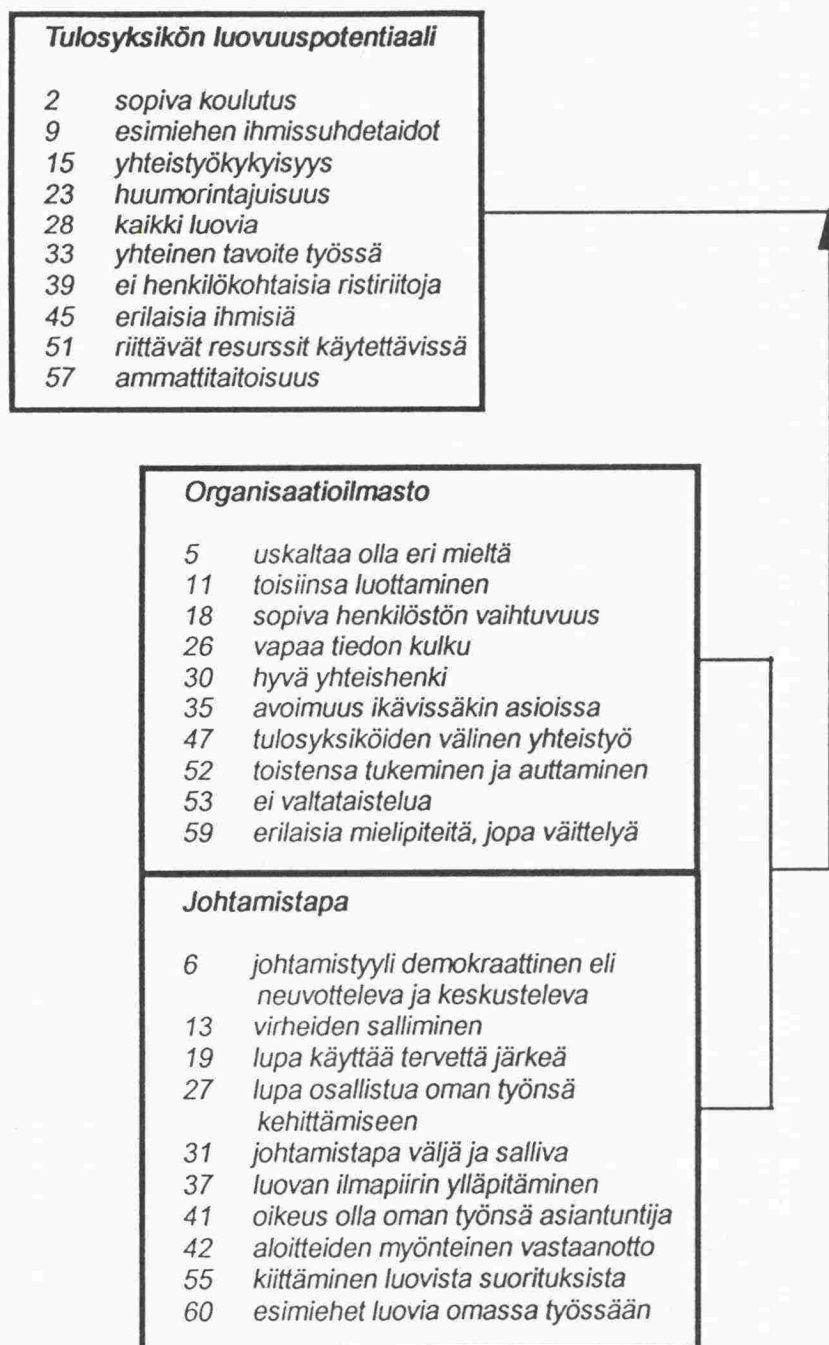 Tulosyksikön luovuuspotentiaali
2 sopiva koulutus
9 esimiehen ihmissuhdetaidot
15 yhteistyökykyisyys
23 huumorintajuisuus
28 kaikki luovia
33 yhteinen tavoite työssä
39 ei henkilökohtaisia ristiriitoja
45 erilaisia ihmisiä
51 riittävät resurssit käytettävissä
57 ammattitaitoisuus
Organisaatioilmasto
5 uskaltaa olla eri mieltä
11 toisiinsa luottaminen
18 sopiva henkilöstön vaihtuvuus
26 vapaa tiedon kulku
30 hyvä yhteishenki
35 avoimuus ikävissäkin asioissa
47 tulosyksiköiden välinen yhteistyö
52 toistensa tukeminen ja auttaminen
53 ei valtataistelua
59 erilaisia mielipiteitä, jopa väittelyä
Johtamistapa
6 johtamistyyli demokraattinen eli
neuvotteleva ja keskusteleva
13 virheiden salliminen
19 lupa käyttää tervettä järkeä
27 lupa osallistua oman työnsä
kehittämiseen
31 johtamistapa väljä ja salliva
37 luovan ilmapiirin ylläpitäminen
41 oikeus olla oman työnsä asiantuntija
42 aloitteiden myönteinen vastaanotto
55 kiittäminen luovista suorituksista
60 esimiehet luovia omassa työssään